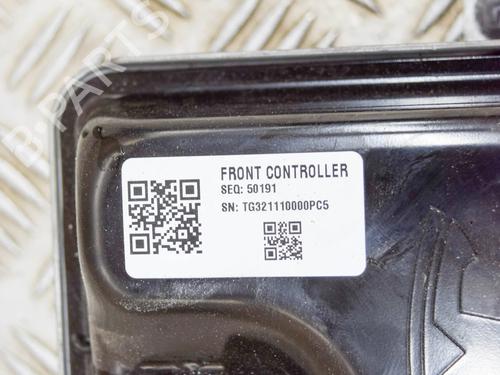 B-PARTS
FRONT CONTROLLER
SEQ: 50191
SN: TG321110000PC5